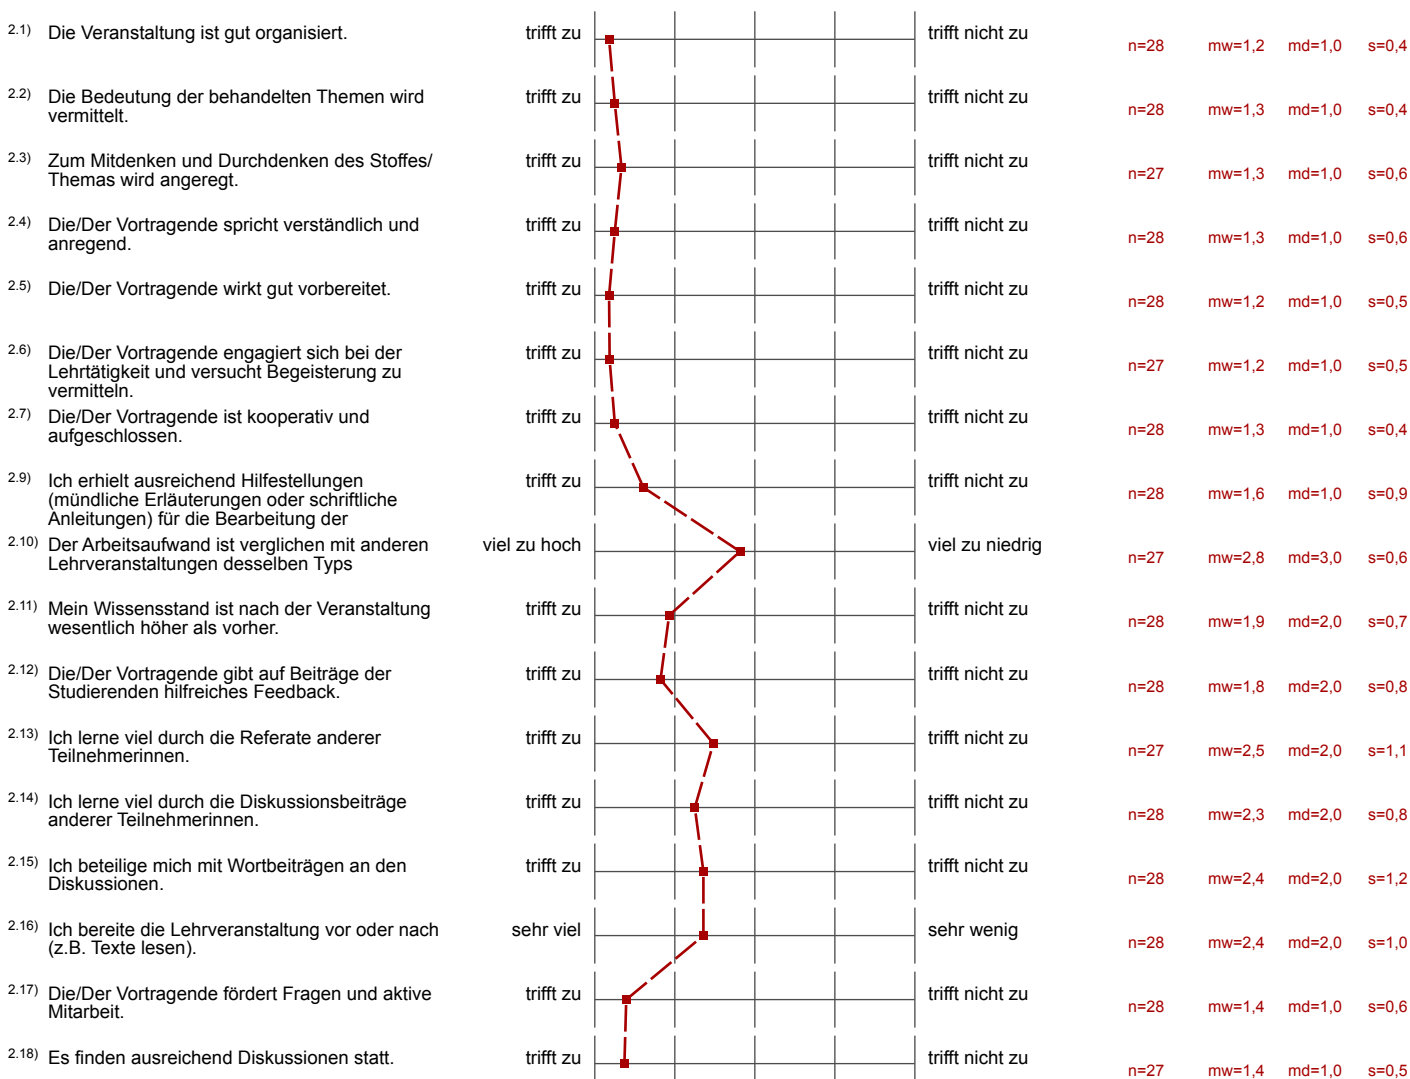 2.1) Die Veranstaltung ist gut organisiert. trifft zu trifft nicht zu n=28 mw=1,2 md=1,0 s=0,4
2.2) Die Bedeutung der behandelten Themen wird trifft zu trifft nicht zu n=28 mw=1,3 md=1,0 s=0,4
vermittelt.
2.3) Zum Mitdenken und Durchdenken des Stoffes/ trifft zu trifft nicht zu n=27 mw=1,3 md=1,0 s=0,6
Themas wird angeregt.
2.4) Die/Der Vortragende spricht verständlich und trifft zu trifft nicht zu n=28 mw=1,3 md=1,0 s=0,6
anregend.
2.5) Die/Der Vortragende wirkt gut vorbereitet. trifft zu trifft nicht zu n=28 mw=1,2 md=1,0 s=0,5
2.6) Die/Der Vortragende engagiert sich bei der trifft zu trifft nicht zu n=27 mw=1,2 md=1,0 s=0,5
Lehrtätigkeit und versucht Begeisterung zu
vermitteln.
2.7) Die/Der Vortragende ist kooperativ und trifft zu trifft nicht zu n=28 mw=1,3 md=1,0 s=0,4
aufgeschlossen.
2.9) Ich erhielt ausreichend Hilfestellungen trifft zu trifft nicht zu n=28 mw=1,6 md=1,0 s=0,9
(mündliche Erläuterungen oder schriftliche
Anleitungen) für die Bearbeitung der
2.10) Der Arbeitsaufwand ist verglichen mit anderen viel zu hoch viel zu niedrig n=27 mw=2,8 md=3,0 s=0,6
Lehrveranstaltungen desselben Typs
2.11) Mein Wissensstand ist nach der Veranstaltung trifft zu trifft nicht zu n=28 mw=1,9 md=2,0 s=0,7
wesentlich höher als vorher.
2.12) Die/Der Vortragende gibt auf Beiträge der trifft zu trifft nicht zu n=28 mw=1,8 md=2,0 s=0,8
Studierenden hilfreiches Feedback.
2.13) Ich lerne viel durch die Referate anderer trifft zu trifft nicht zu n=27 mw=2,5 md=2,0 s=1,1
Teilnehmerinnen.
2.14) Ich lerne viel durch die Diskussionsbeiträge trifft zu trifft nicht zu n=28 mw=2,3 md=2,0 s=0,8
anderer Teilnehmerinnen.
2.15) Ich beteilige mich mit Wortbeiträgen an den trifft zu trifft nicht zu n=28 mw=2,4 md=2,0 s=1,2
Diskussionen.
2.16) Ich bereite die Lehrveranstaltung vor oder nach sehr viel sehr wenig n=28 mw=2,4 md=2,0 s=1,0
(z.B. Texte lesen).
2.17) Die/Der Vortragende fördert Fragen und aktive trifft zu trifft nicht zu n=28 mw=1,4 md=1,0 s=0,6
Mitarbeit.
2.18) Es finden ausreichend Diskussionen statt. trifft zu trifft nicht zu n=27 mw=1,4 md=1,0 s=0,5